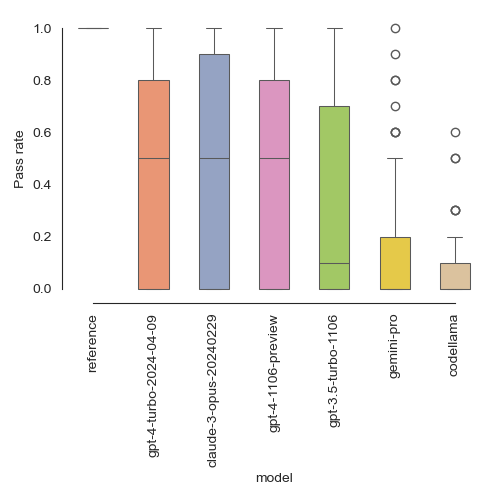 1.0
0.8
0.6
0.4
0.2
0.0
Pass rate
reference
gpt-4-turbo-2024-04-09
claude-3-opus-20240229
gpt-4-1106-preview
gpt-3.5-turbo-1106
gemini-pro
codellama
model